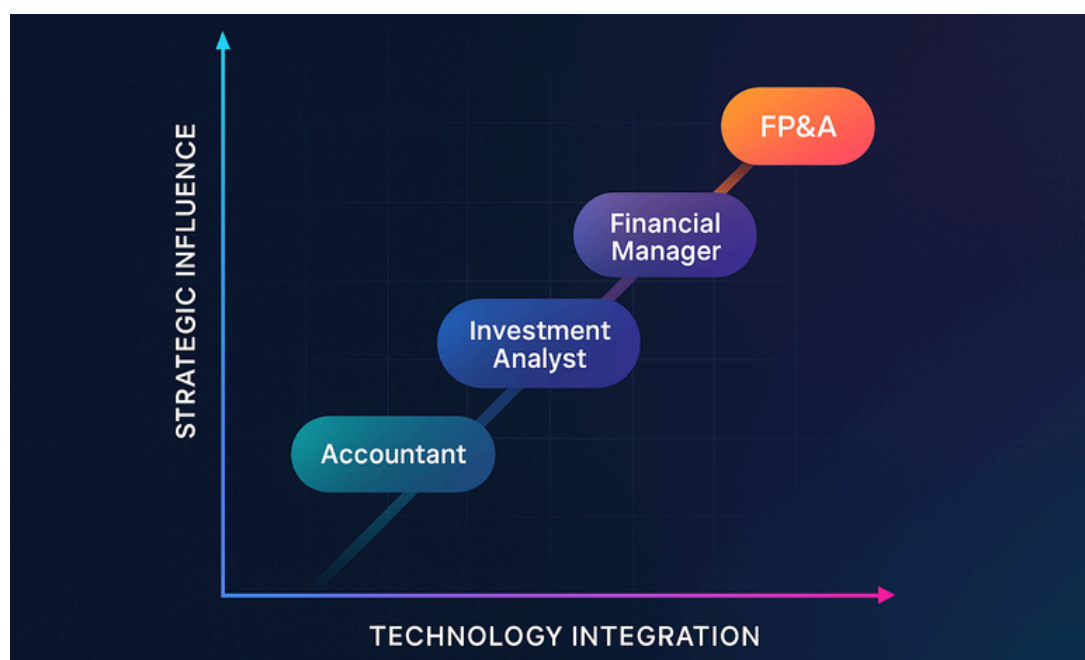 STRATEGIC INFLUENCE
FP&A
Financial
Manager
Investment
Analyst
Accountant
TECHNOLOGY INTEGRATION